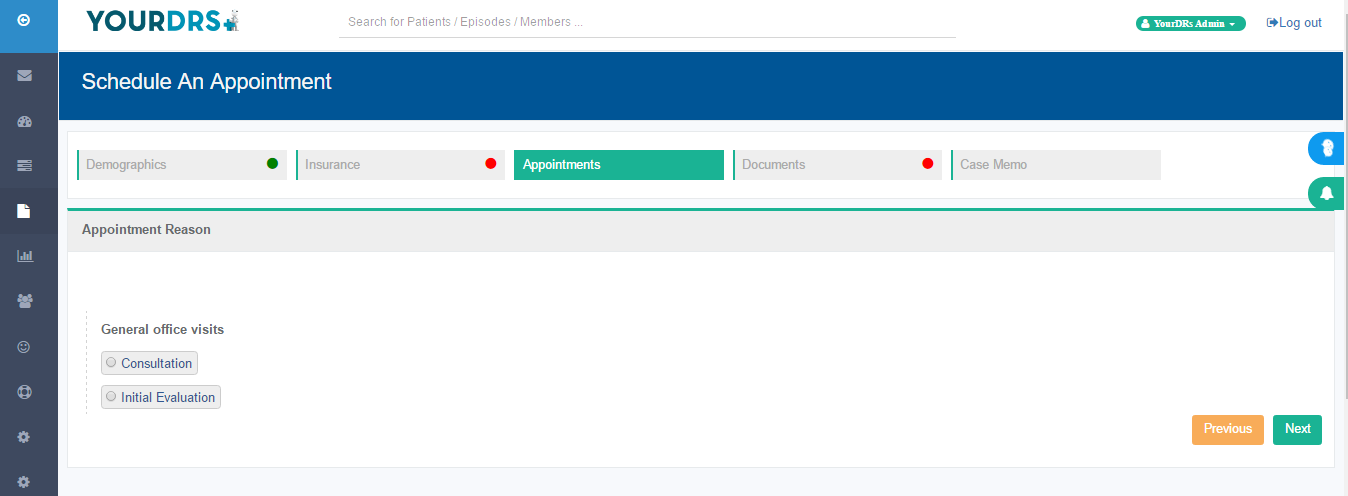 YOURDRS
Search for Patients / Episodes / Members ...
YourDRs Admin
Log out
Schedule An Appointment
Demographics
Insurance
Appointments
Documents
Case Memo
Appointment Reason
General office visits
Consultation
Initial Evaluation
Previous
Next